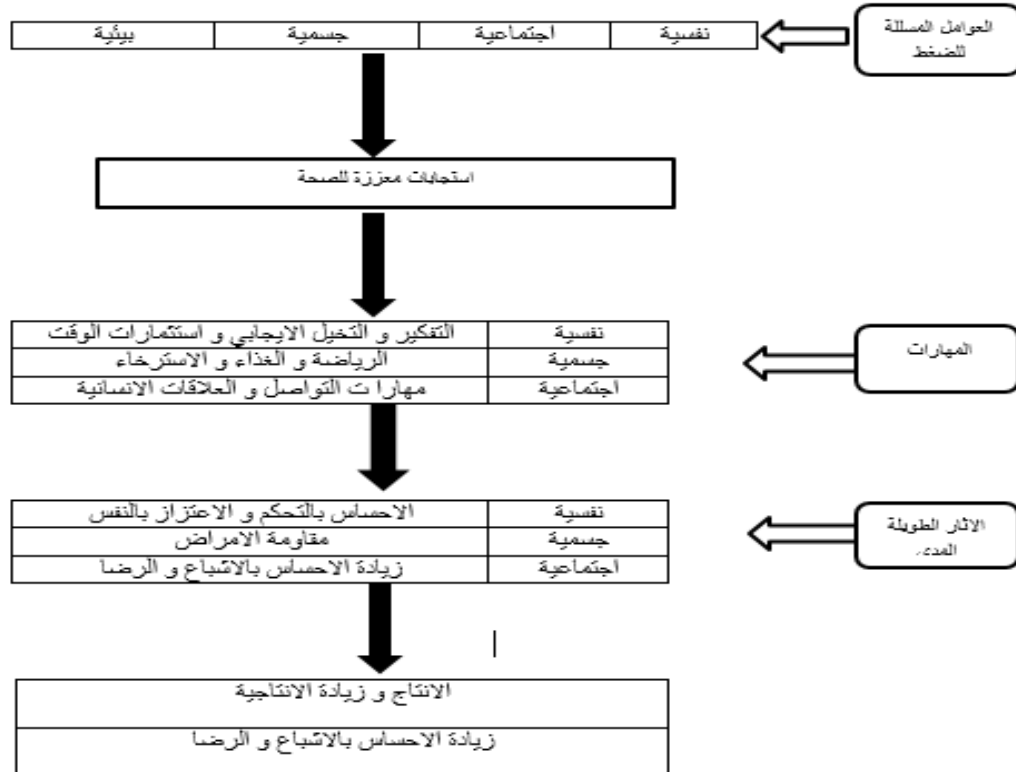 العوامل المسللة
للضغط
نفسية اجتماعية جسمية بيئية
استجابات معززة للصحة
المهارات
نفسية التفكير و التخيل الايجابي و استثمارات الوقت
جسمية الرياضة و الغذاء و الاسترخاء
اجتماعية مهارا ت التواصل و العلاقات الانسانية
الاثار الطويلة
المدى
نفسية الاحساس بالتحكم و الاعتزاز بالنفس
جسمية مقاومة الامراض
اجتماعية زيادة الاحساس بالاشباع و الرضا
الانتاج و زيادة الانتاجية
زيادة الاحساس بالاشباع و الرضا